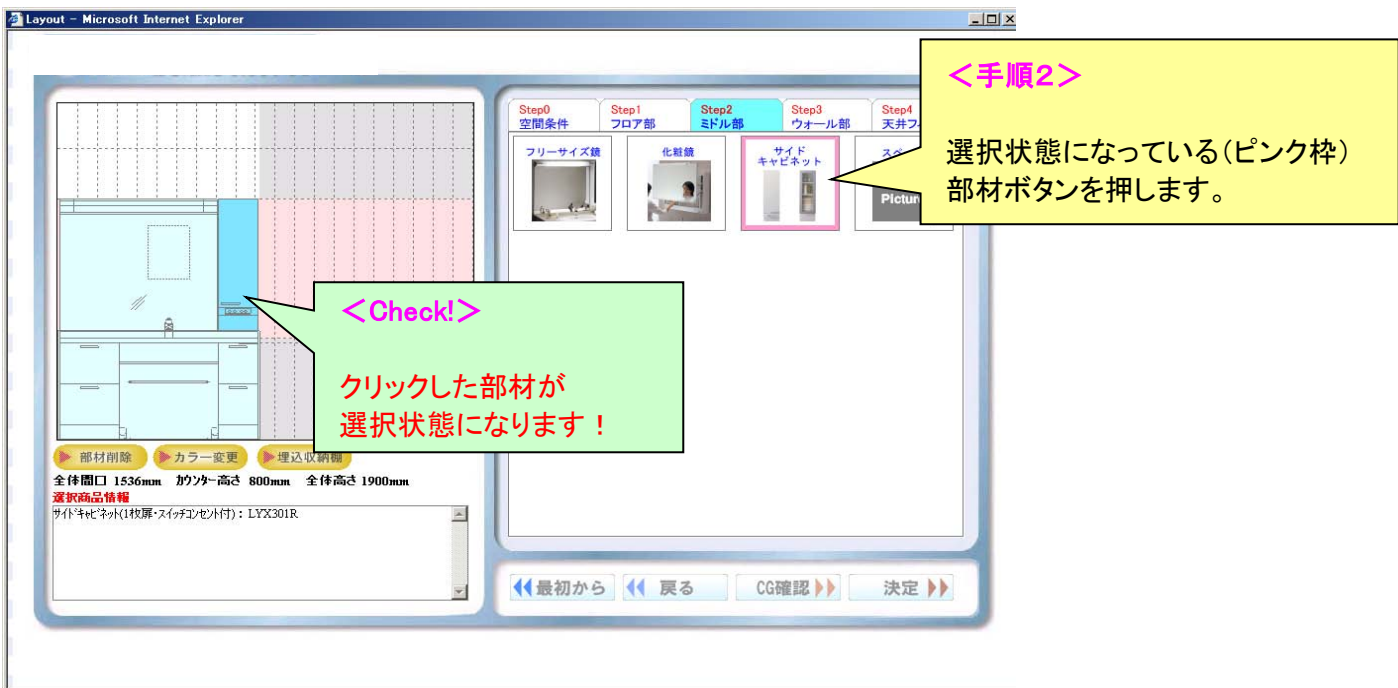 Layout - Microsoft Internet Explorer
＜手順2＞
選択状態になっている(ピンク枠)
部材ボタンを押します。
Step0
空間条件
Step1
フロア部
Step2
ミドル部
Step3
ウォール部
Step4
フリーサイズ鏡
化粧鏡
サイド
キャビネット
＜Check!＞
クリックした部材が
選択状態になります！
部材削除
カラー変更
埋込収納棚
全体間口 1536mm カウンター高さ 800mm 全体高さ 1900mm
選択商品情報
サイドキャビネット(1枚扉・スイッチコンセント付)：LYX301R
最初から
戻る
CG確認
決定